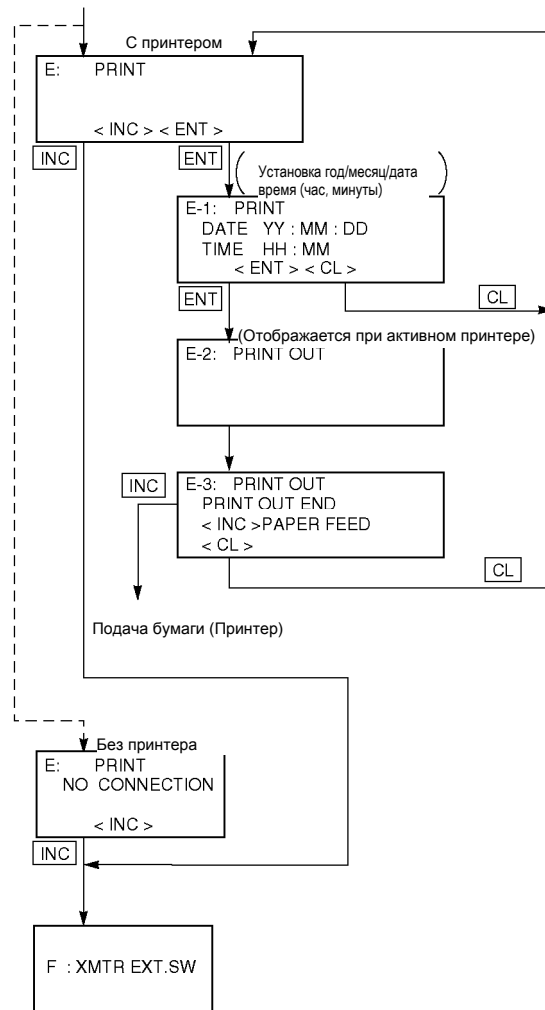 С принтером
E: PRINT
< INC > < ENT >
INC
ENT
Установка год/месяц/дата
время (час, минуты)
E-1: PRINT
DATE YY : MM : DD
TIME HH : MM
< ENT > < CL >
ENT
CL
(Отображается при активном принтере)
E-2: PRINT OUT
INC
E-3: PRINT OUT
PRINT OUT END
< INC >PAPER FEED
< CL >
CL
Подача бумаги (Принтер)
Без принтера
E: PRINT
NO CONNECTION
< INC >
INC
F : XMTR EXT.SW